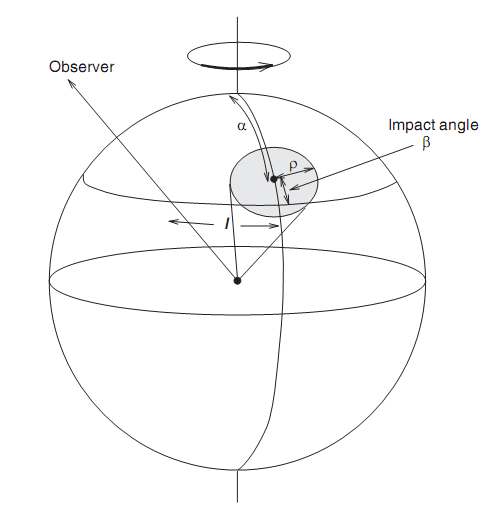 Observer
α
ρ
Impact angle
β
l